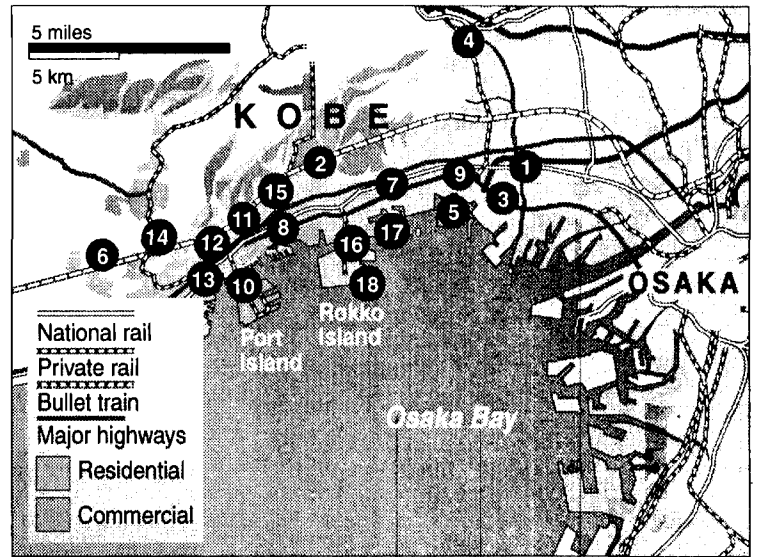 5 miles
5 km
KOBE
4
2
1
9
7
15
3
5
11
8
14
12
17
16
6
13
10
18
OSAKA
Port
Island
Rokko
Island
Osaka Bay
National rail
Private rail
Bullet train
Major highways
Residential
Commercial